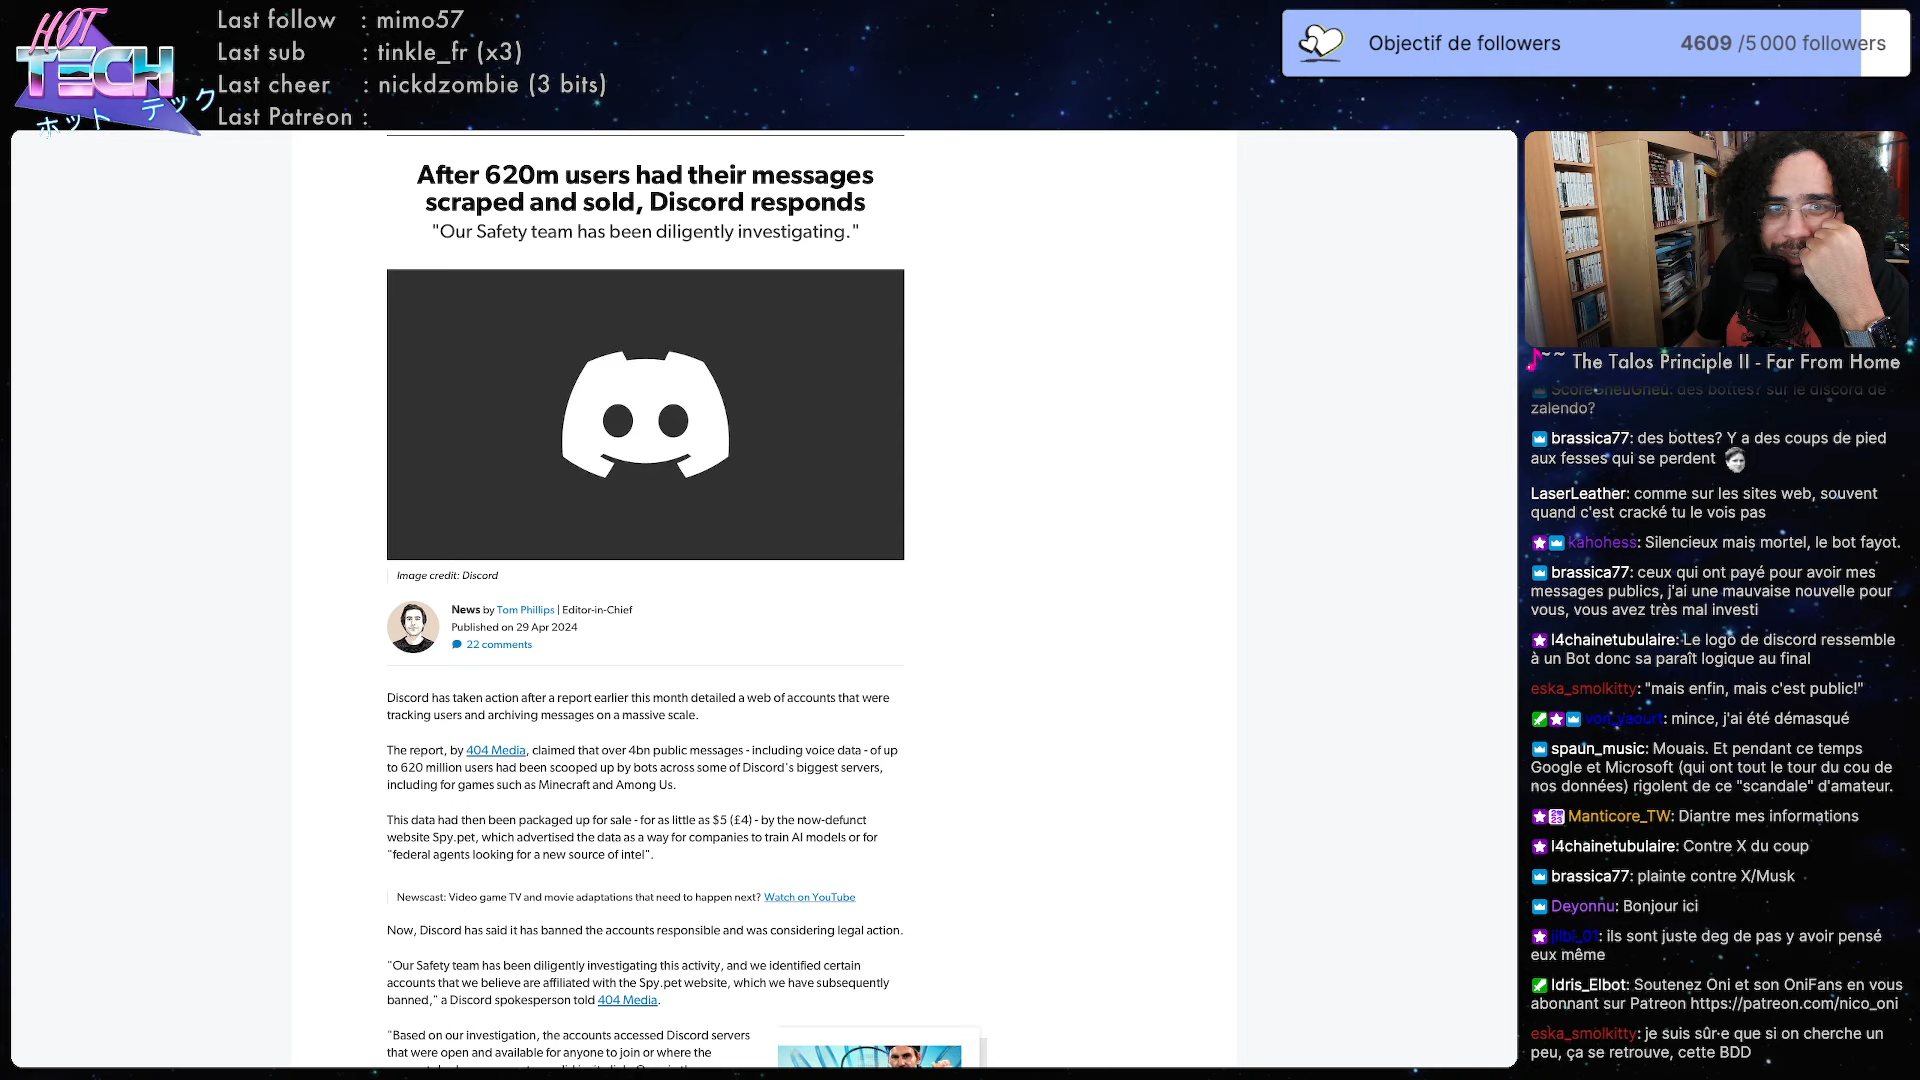 HOT
TECH
ホット テック
Last follow : mimo57
Last sub : tinkle_fr (x3)
Last cheer : nickdzombie (3 bits)
Last Patreon :
Objectif de followers
4609 /5 000 followers
After 620m users had their messages
scraped and sold, Discord responds
"Our Safety team has been diligently investigating."
Image credit: Discord
News by Tom Phillips | Editor-in-Chief
Published on 29 Apr 2024
22 comments
Discord has taken action after a report earlier this month detailed a web of accounts that were
tracking users and archiving messages on a massive scale.
The report, by 404 Media, claimed that over 4bn public messages - including voice data - of up
to 620 million users had been scooped up by bots across some of Discord's biggest servers,
including for games such as Minecraft and Among Us.
This data had then been packaged up for sale - for as little as $5 (£4) - by the now-defunct
website Spy.pet, which advertised the data as a way for companies to train AI models or for
"federal agents looking for a new source of intel".
Newscast: Video game TV and movie adaptations that need to happen next? Watch on YouTube
Now, Discord has said it has banned the accounts responsible and was considering legal action.
"Our Safety team has been diligently investigating this activity, and we identified certain
accounts that we believe are affiliated with the Spy.pet website, which we have subsequently
banned," a Discord spokesperson told 404 Media.
"Based on our investigation, the accounts accessed Discord servers
that were open and available for anyone to join or where the
~~ The Talos Principle II - Far From Home
ScoreGneuGneu: des bottes? sur le discord de
zalendo?
brassica77: des bottes? Y a des coups de pied
aux fesses qui se perdent
LaserLeather: comme sur les sites web, souvent
quand c'est cracké tu le vois pas
kahohess: Silencieux mais mortel, le bot fayot.
brassica77: ceux qui ont payé pour avoir mes
messages publics, j'ai une mauvaise nouvelle pour
vous, vous avez très mal investi
l4chainetubulaire: Le logo de discord ressemble
à un Bot donc sa paraît logique au final
eska_smolkitty: "mais enfin, mais c'est public!"
von_yaourt: mince, j'ai été démasqué
spaun_music: Mouais. Et pendant ce temps
Google et Microsoft (qui ont tout le tour du cou de
nos données) rigolent de ce "scandale" d'amateur.
Manticore_TW: Diantre mes informations
l4chainetubulaire: Contre X du coup
brassica77: plainte contre X/Musk
Deyonnu: Bonjour ici
jilbi_01: ils sont juste deg de pas y avoir pensé
eux même
Idris_Elbot: Soutenez Oni et son OniFans en vous
abonnant sur Patreon https://patreon.com/nico_oni
eska_smolkitty: je suis sûr·e que si on cherche un
peu, ça se retrouve, cette BDD